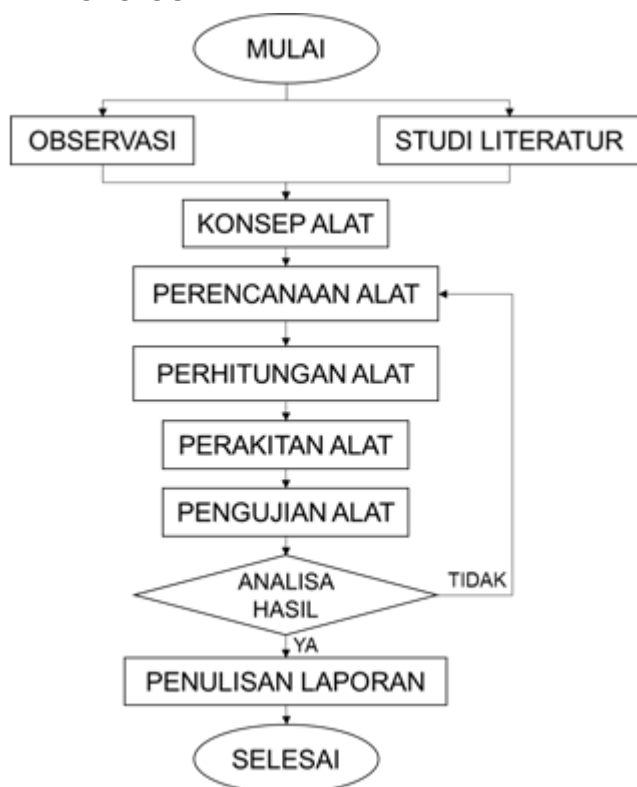 MULAI
OBSERVASI
STUDI LITERATUR
KONSEP ALAT
PERENCANAAN ALAT
PERHITUNGAN ALAT
PERAKITAN ALAT
PENGUJIAN ALAT
ANALISA
HASIL
TIDAK
YA
PENULISAN LAPORAN
SELESAI